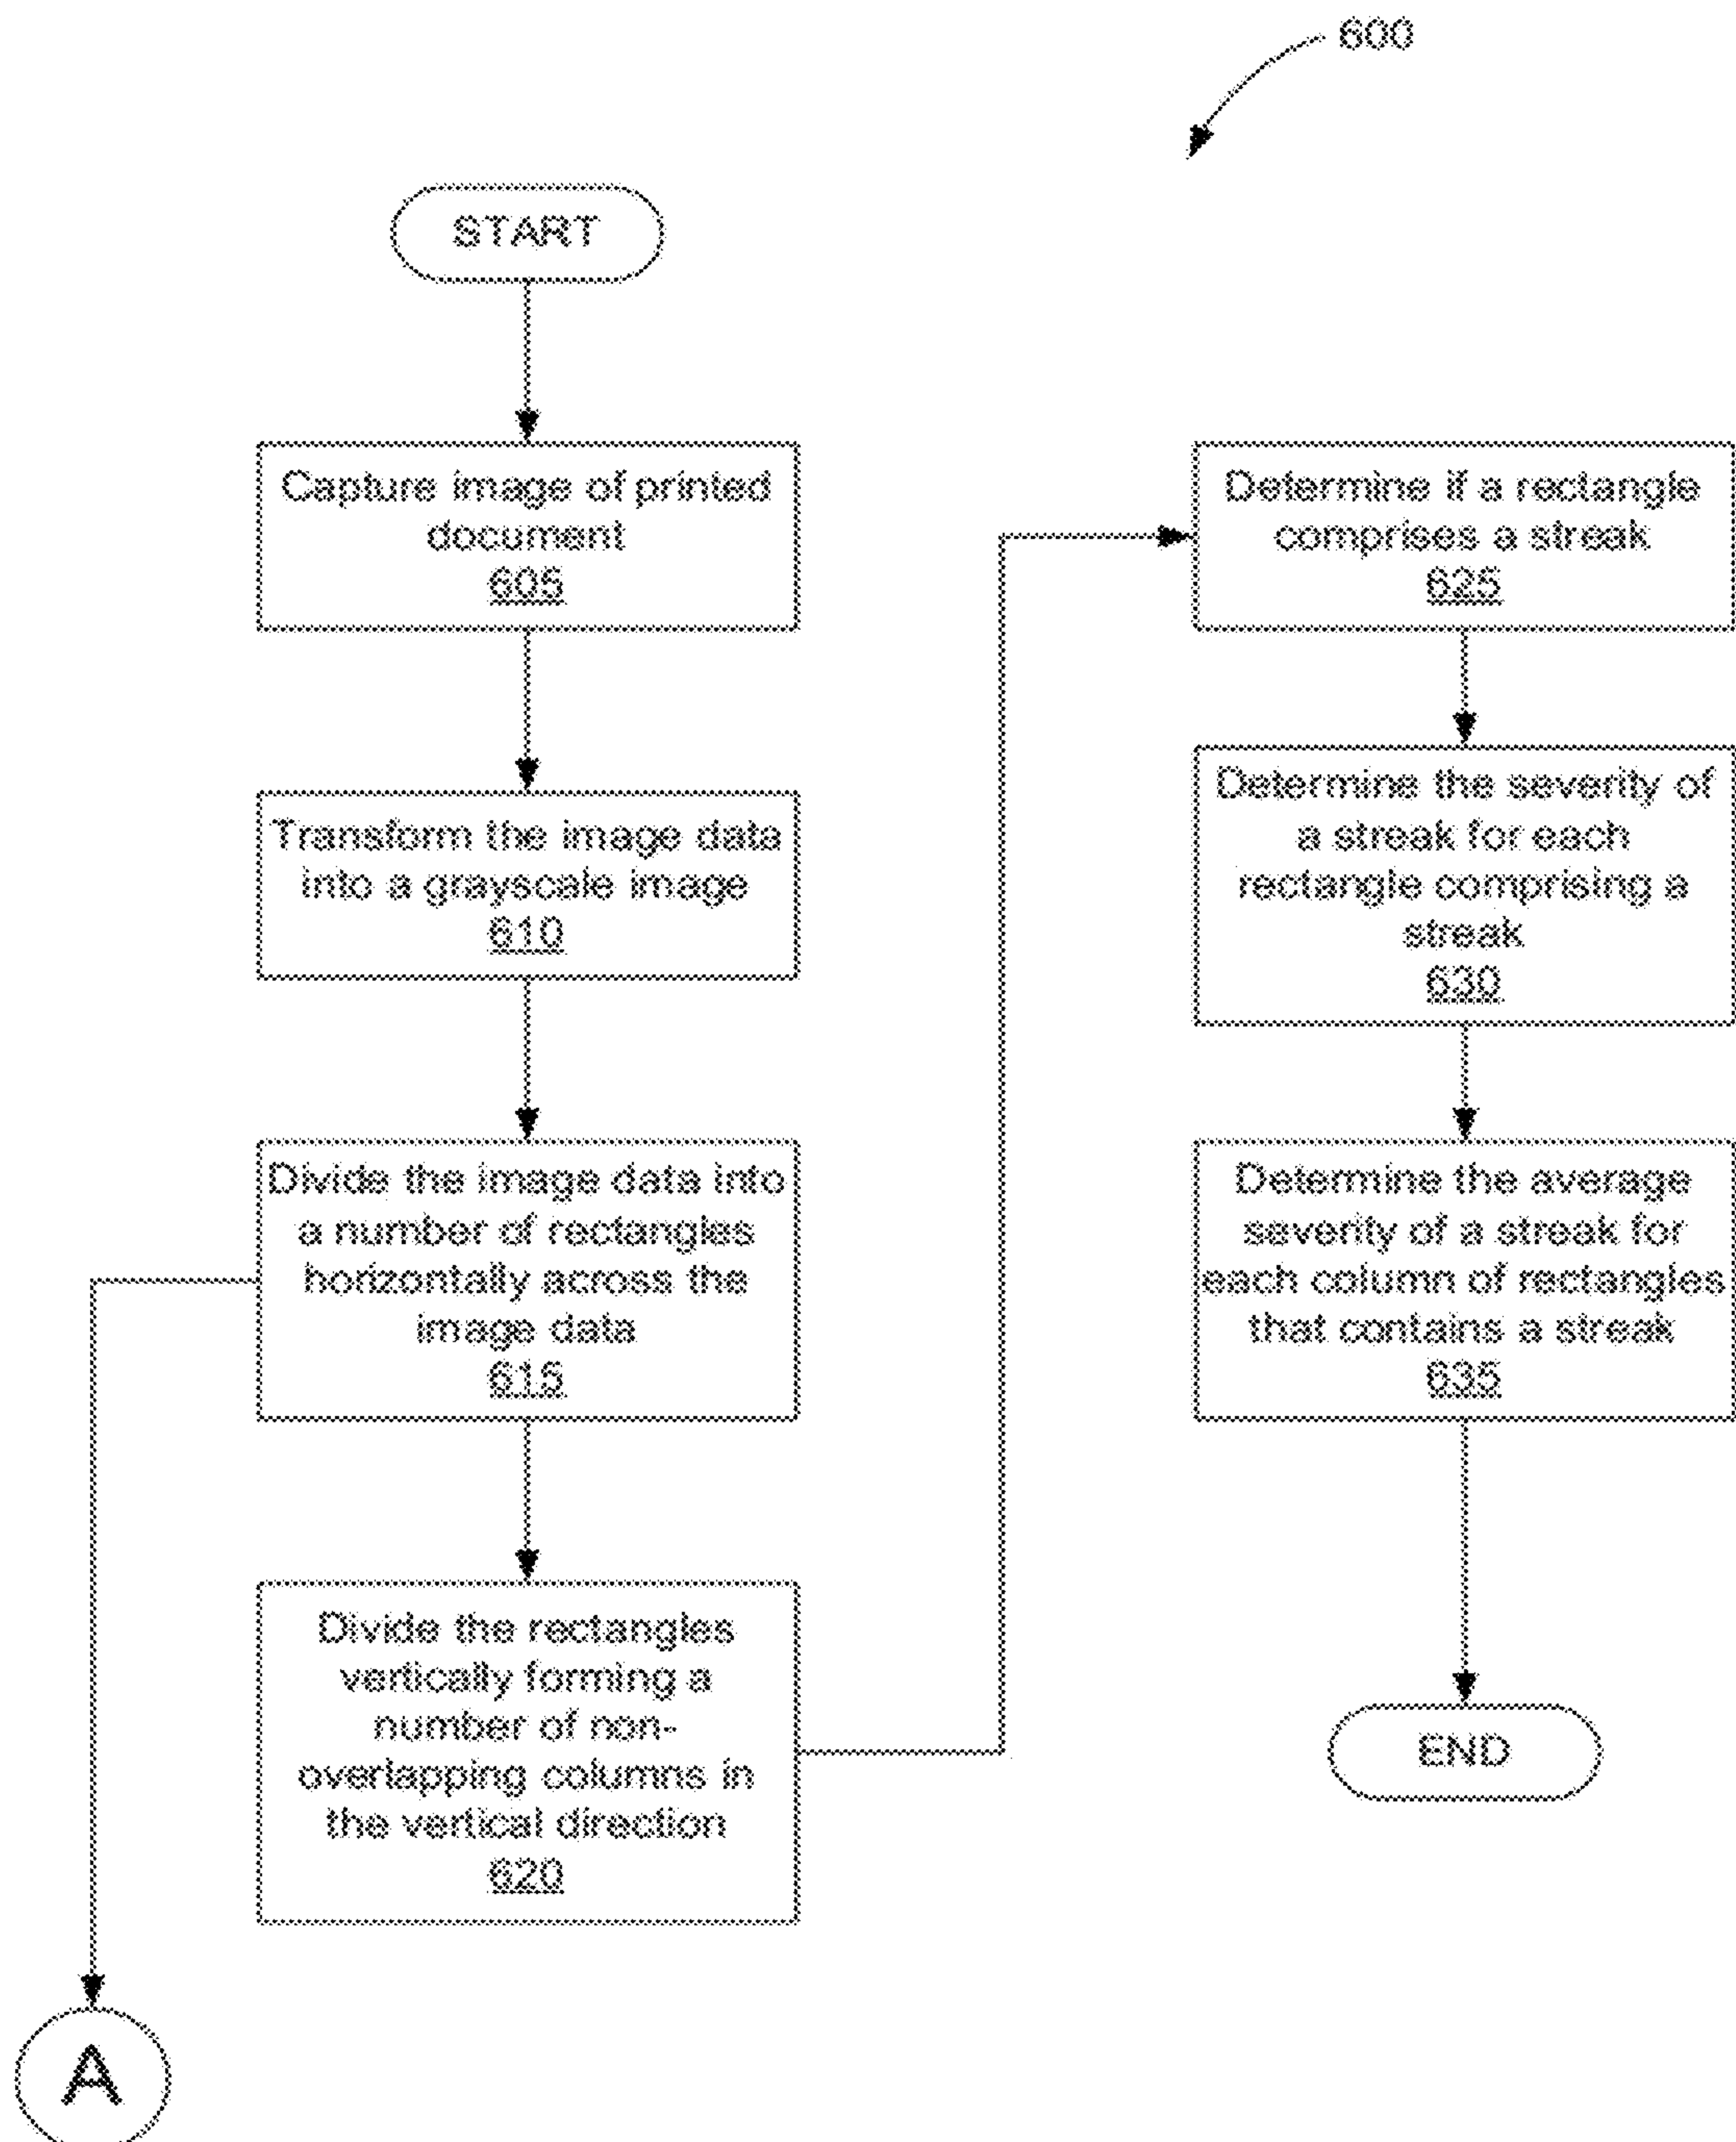 600
START
Capture image of printed
document
605
Transform the image data
into a grayscale image
610
Divide the image data into
a number of rectangles
horizontally across the
image data
615
Divide the rectangles
vertically forming a
number of non-
overlapping columns in
the vertical direction
620
A
Determine if a rectangle
comprises a streak
625
Determine the severity of
a streak for each
rectangle comprising a
streak
630
Determine the average
severity of a streak for
each column of rectangles
that contains a streak
635
END